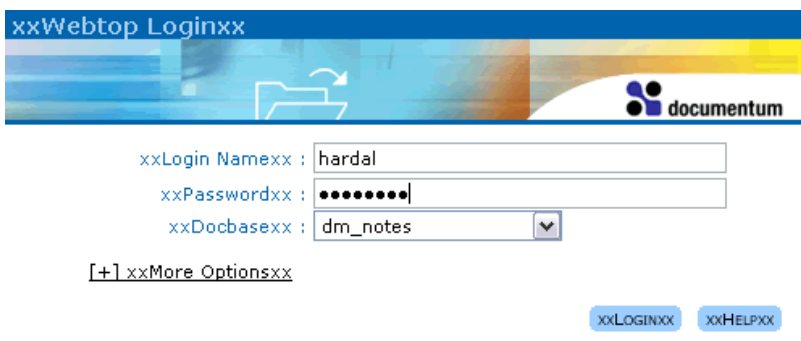 xxWebtop Loginxx
documentum
xxLogin Namexx : hardal
xxPasswordxx : ●●●●●●●●
xxDocbasexx : dm_notes
[+] xxMore Optionsxx
xxLOGINxx xxHELPxx